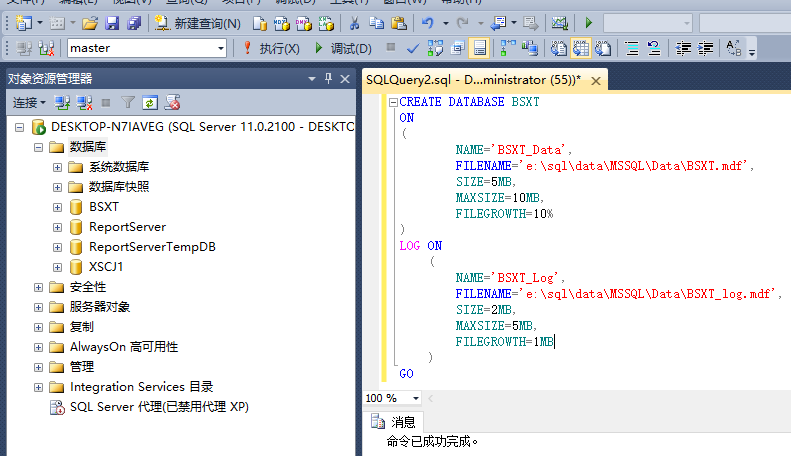 新建查询(N)
master
执行(X)
调试(D)
对象资源管理器
SQLQuery2.sql - D...ministrator (55))*
连接
DESKTOP-N7IAVEG (SQL Server 11.0.2100 - DESKTC
数据库
系统数据库
数据库快照
BSXT
ReportServer
ReportServerTempDB
XSCJ1
安全性
服务器对象
复制
AlwaysOn 高可用性
管理
Integration Services 目录
SQL Server 代理(已禁用代理 XP)
CREATE DATABASE BSXT
ON
(
NAME='BSXT_Data',
FILENAME='e:\sql\data\MSSQL\Data\BSXT.mdf',
SIZE=5MB,
MAXSIZE=10MB,
FILEGROWTH=10%
)
LOG ON
(
NAME='BSXT_Log',
FILENAME='e:\sql\data\MSSQL\Data\BSXT_log.mdf',
SIZE=2MB,
MAXSIZE=5MB,
FILEGROWTH=1MB
)
GO
100 %
消息
命令已成功完成。